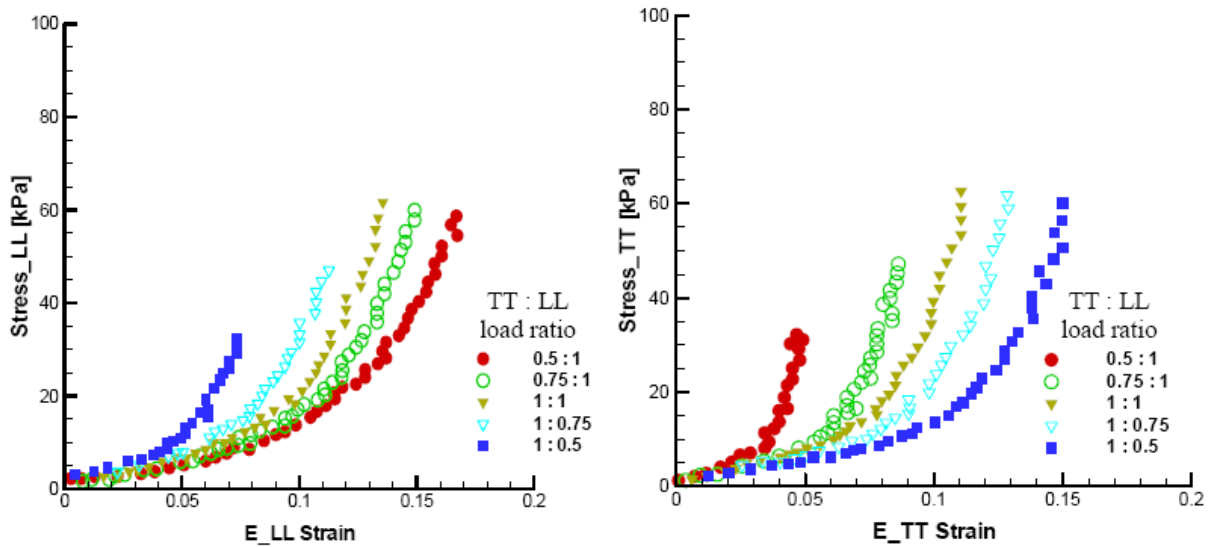 100
80
60
40
20
0
Stress_LL [kPa]
0
0.05
0.1
0.15
0.2
E_LL Strain
TT : LL
load ratio
0.5 : 1
0.75 : 1
1 : 1
1 : 0.75
1 : 0.5
100
80
60
40
20
0
Stress_TT [kPa]
0
0.05
0.1
0.15
0.2
E_TT Strain
TT : LL
load ratio
0.5 : 1
0.75 : 1
1 : 1
1 : 0.75
1 : 0.5